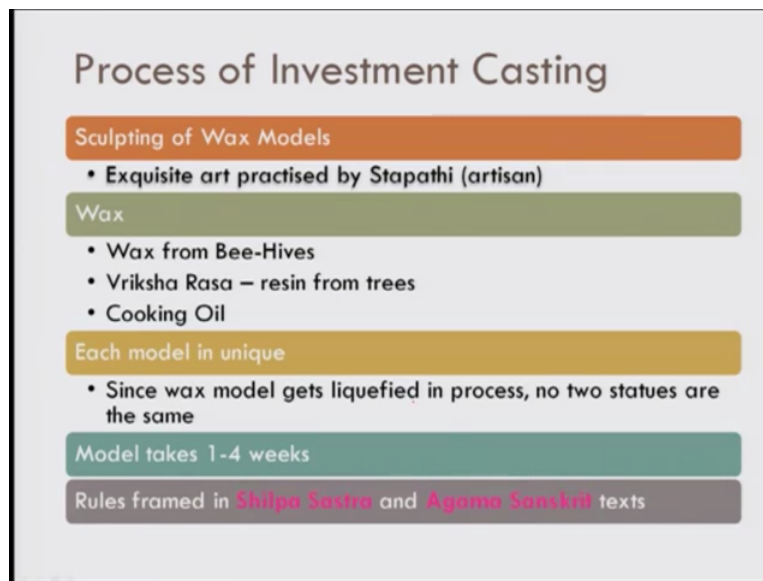 Process of Investment Casting
Sculpting of Wax Models
• Exquisite art practised by Stapathi (artisan)
Wax
• Wax from Bee-Hives
• Vriksha Rasa – resin from trees
• Cooking Oil
Each model in unique
• Since wax model gets liquefied in process, no two statues are
the same
Model takes 1-4 weeks
Rules framed in Shilpa Sastra and Agama Sanskrit texts